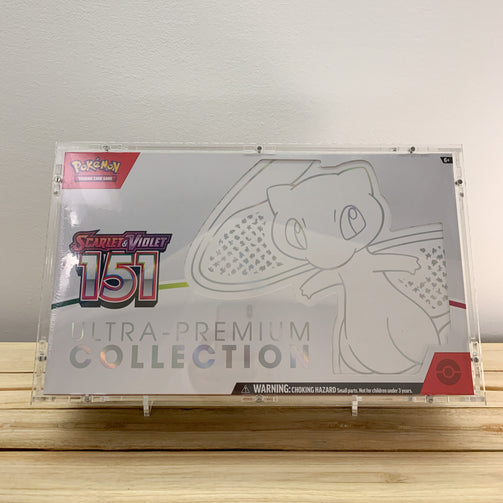 Pokémon
TRADING CARD GAME
6+
SCARLET & VIOLET
151
ULTRA-PREMIUM
COLLECTION
WARNING: CHOKING HAZARD Small parts. Not for children under 3 years.